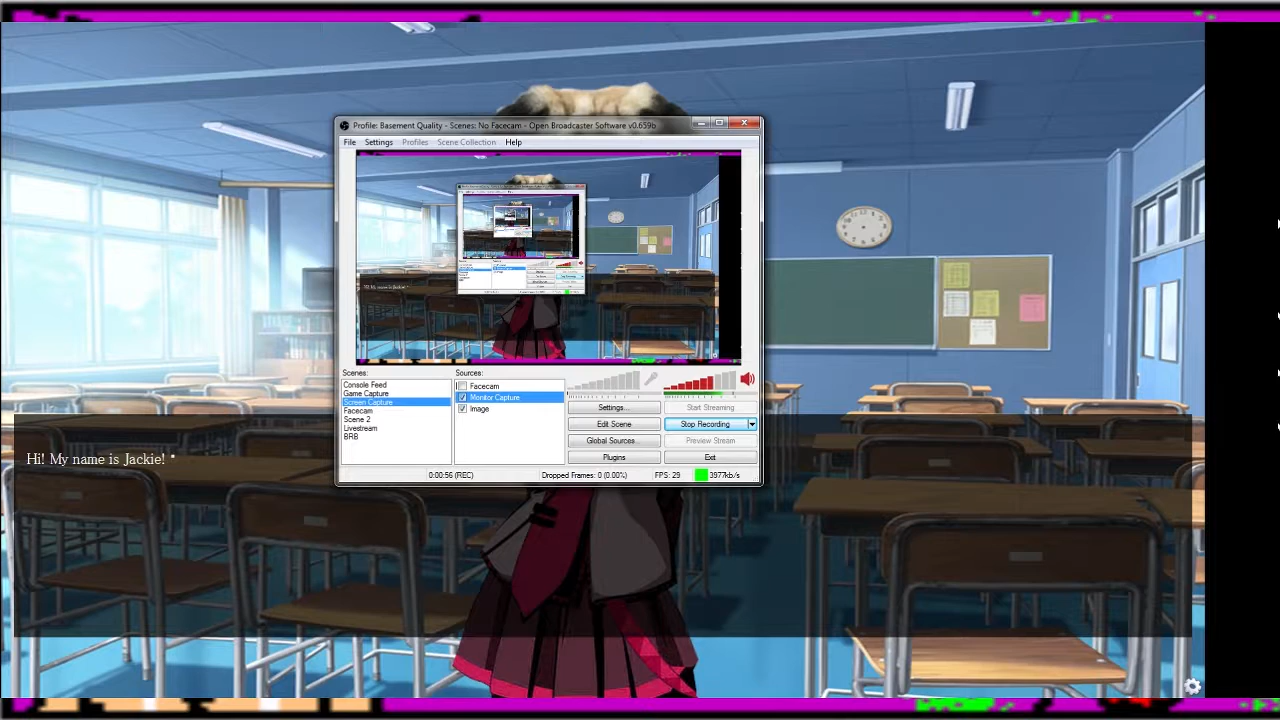 Profile: Basement Quality - Scenes: No Facecam - Open Broadcaster Software v0.659b
File Settings Profiles Scene Collection Help
Scenes:
Console Feed
Game Capture
Screen Capture
Facecam
Scene 2
Livestream
BRB
Sources:
Facecam
Monitor Capture
Image
Settings...
Start Streaming
Edit Scene
Stop Recording
Global Sources...
Preview Stream
Plugins
Exit
0:00:56 (REC)
Dropped Frames: 0 (0.00%)
FPS: 29
3977kb/s
Hi! My name is Jackie! "